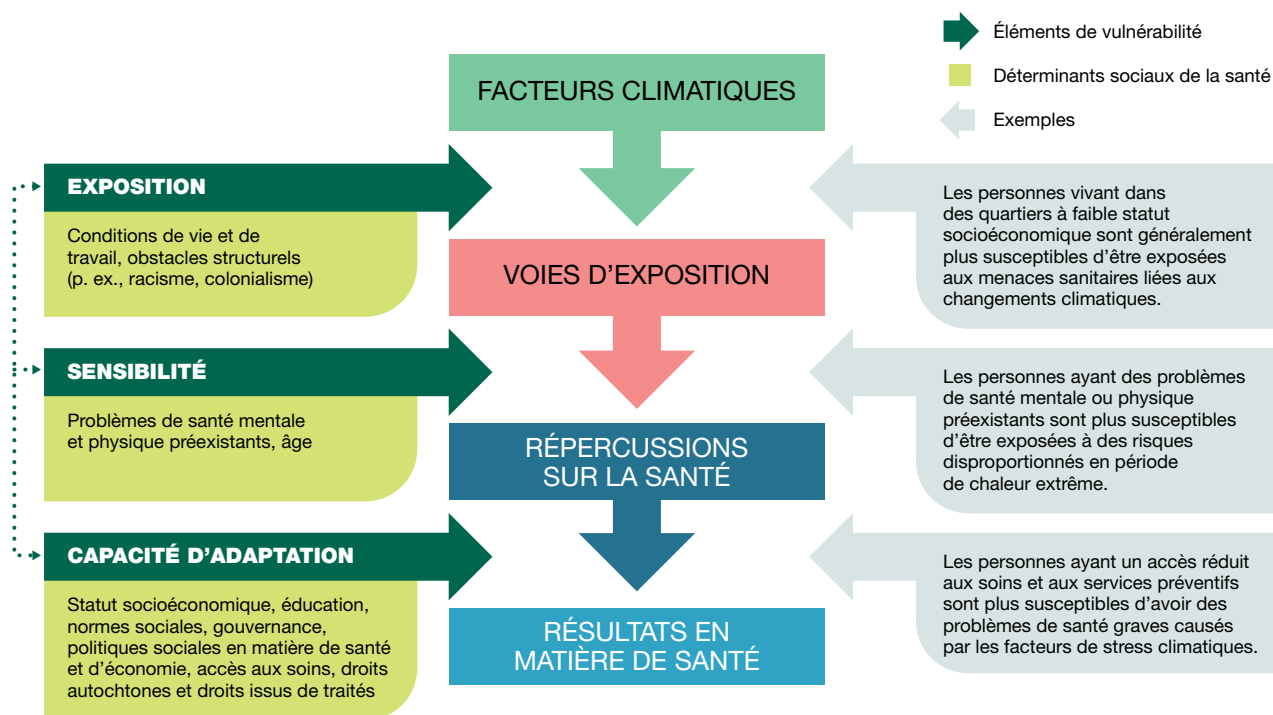 Éléments de vulnérabilité
Déterminants sociaux de la santé
Exemples
FACTEURS CLIMATIQUES
EXPOSITION
Conditions de vie et de
travail, obstacles structurels
(p. ex., racisme, colonialisme)
Les personnes vivant dans
des quartiers à faible statut
socioéconomique sont généralement
plus susceptibles d’être exposées
aux menaces sanitaires liées aux
changements climatiques.
VOIES D’EXPOSITION
SENSIBILITÉ
Problèmes de santé mentale
et physique préexistants, âge
Les personnes ayant des problèmes
de santé mentale ou physique
préexistants sont plus susceptibles
d’être exposées à des risques
disproportionnés en période
de chaleur extrême.
RÉPERCUSSIONS
SUR LA SANTÉ
CAPACITÉ D’ADAPTATION
Statut socioéconomique, éducation,
normes sociales, gouvernance,
politiques sociales en matière de santé
et d’économie, accès aux soins, droits
autochtones et droits issus de traités
Les personnes ayant un accès réduit
aux soins et aux services préventifs
sont plus susceptibles d’avoir des
problèmes de santé graves causés
par les facteurs de stress climatiques.
RÉSULTATS EN
MATIÈRE DE SANTÉ